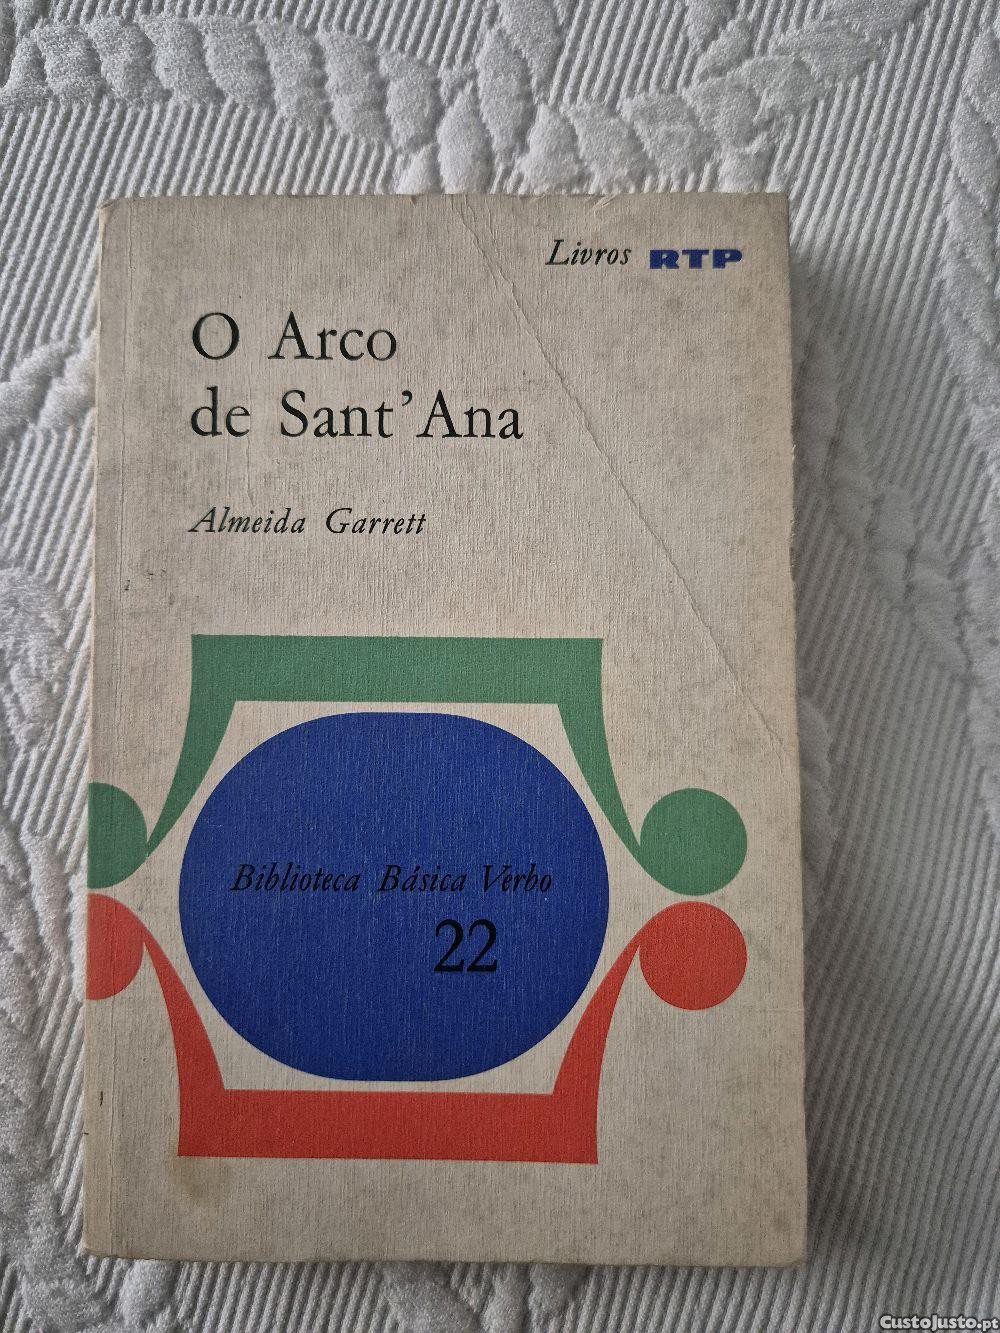 Livros RTP
O Arco
de Sant'Ana
Almeida Garrett
Biblioteca Básica Verbo
22
CustoJusto.pt